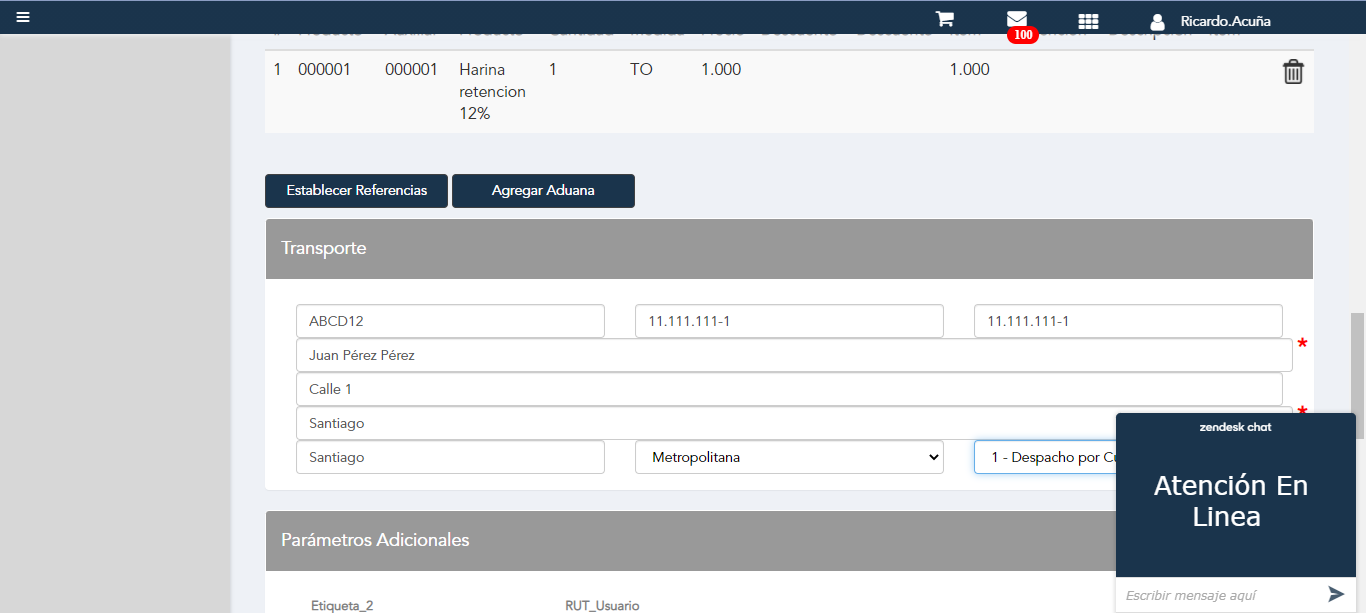 Ricardo.Acuña
100
1 000001 000001 Harina 1 TO 1.000 1.000
retencion
12%
Establecer Referencias Agregar Aduana
Transporte
ABCD12 11.111.111-1 11.111.111-1
*
Juan Pérez Pérez
Calle 1
*
Santiago
Santiago Metropolitana 1 - Despacho por Cu
zendesk chat
Atención En
Linea
Parámetros Adicionales
Escribir mensaje aquí
Etiqueta_2 RUT_Usuario